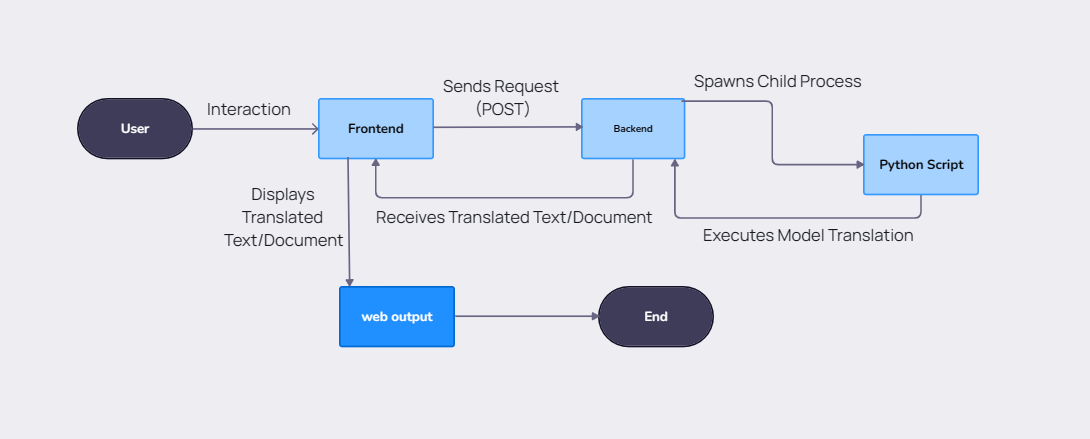 User
Interaction
Frontend
Sends Request
(POST)
Backend
Spawns Child Process
Python Script
Executes Model Translation
Receives Translated Text/Document
Displays
Translated
Text/Document
web output
End